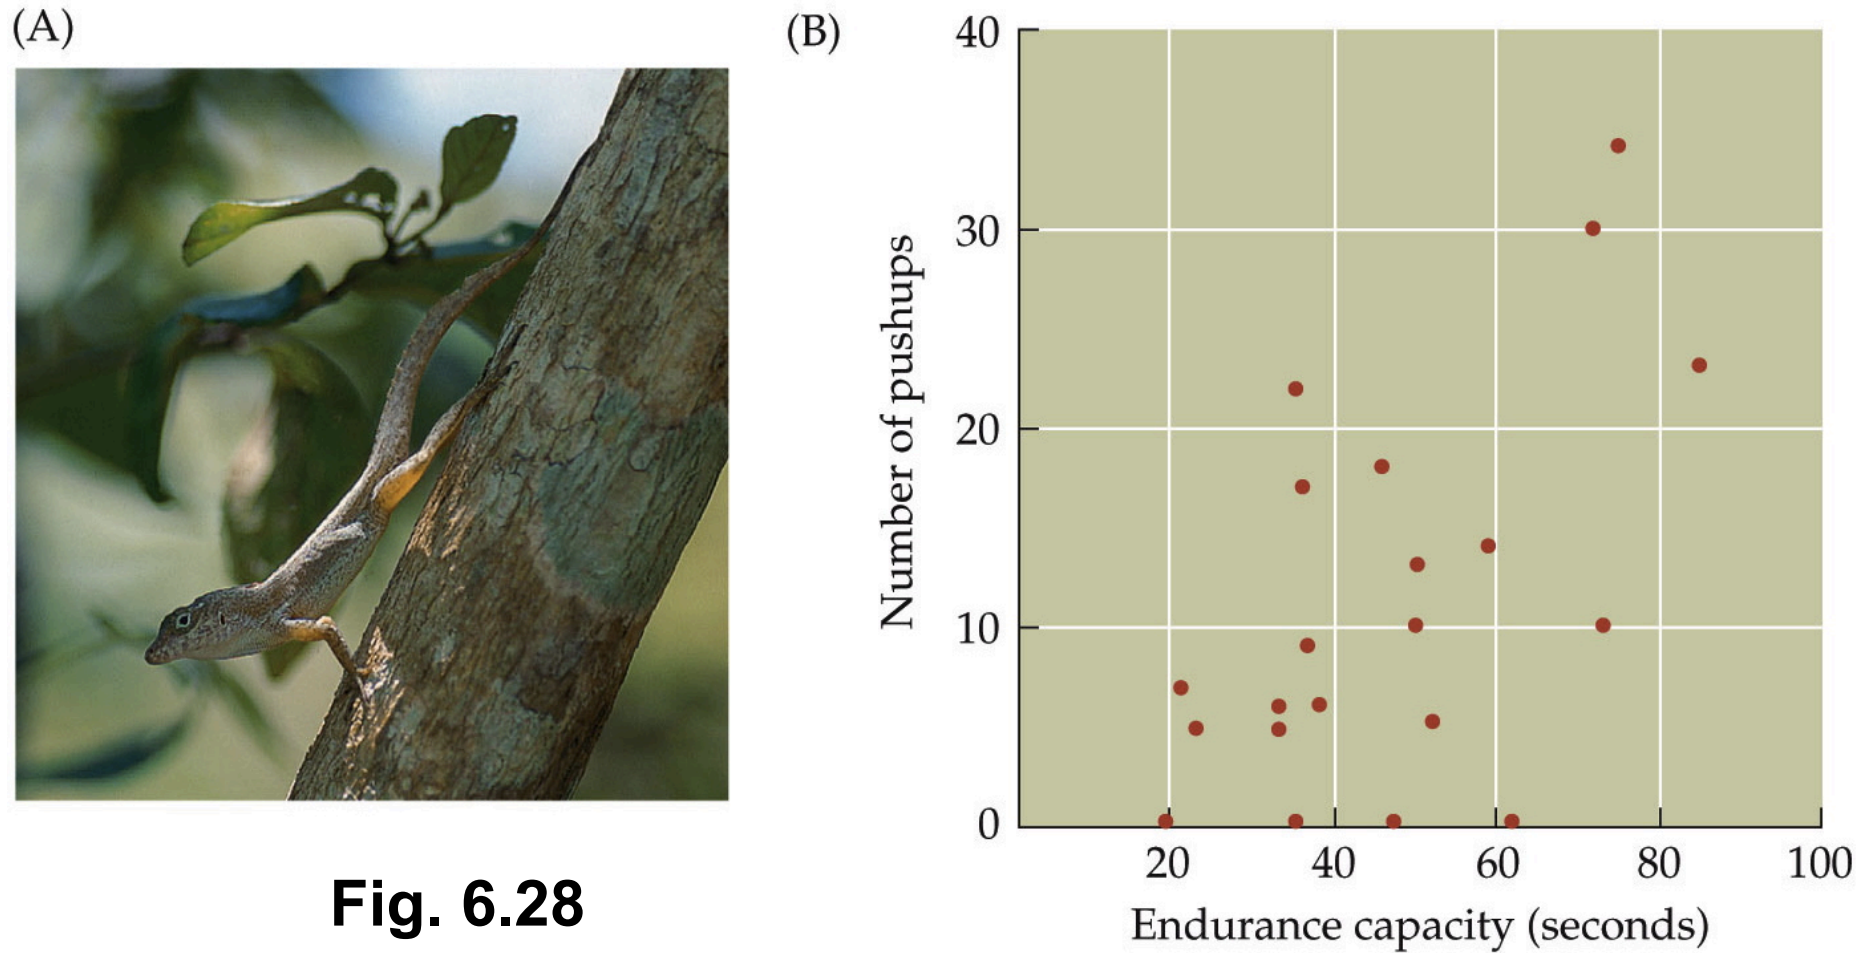 (A)
(B)
Number of pushups
40
30
20
10
0
20 40 60 80 100
Endurance capacity (seconds)
Fig. 6.28